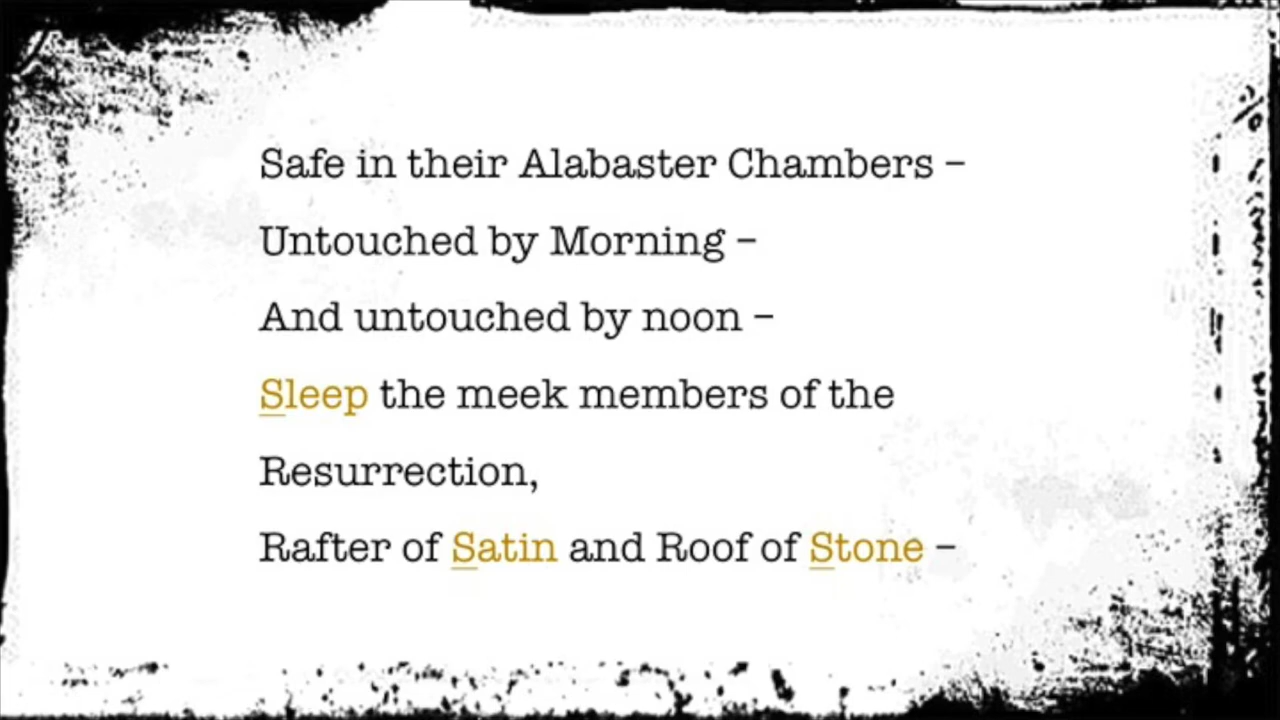 Safe in their Alabaster Chambers –
Untouched by Morning –
And untouched by noon –
Sleep the meek members of the
Resurrection,
Rafter of Satin and Roof of Stone –